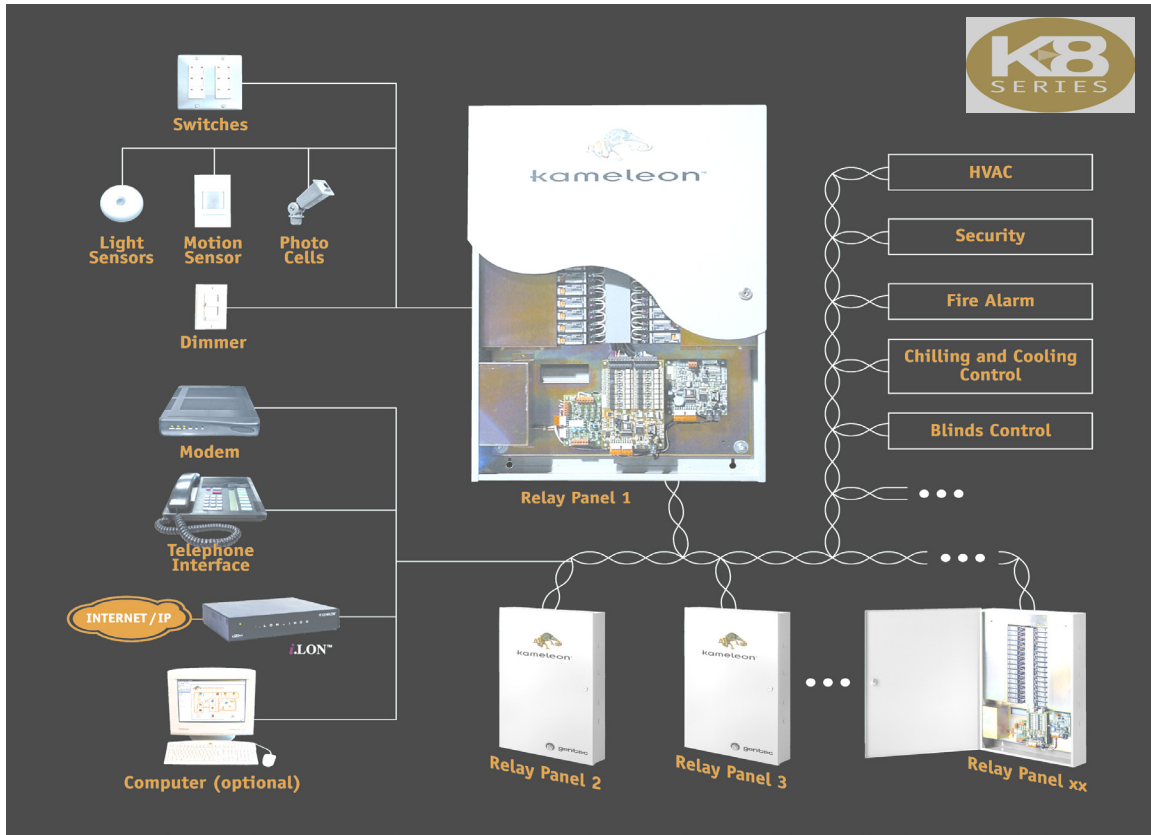 K8
SERIES
Switches
kameleon™
HVAC
Light
Sensors
Motion
Sensor
Photo
Cells
Security
Fire Alarm
Dimmer
Chilling and Cooling
Control
Blinds Control
Modem
Relay Panel 1
Telephone
Interface
INTERNET/IP
i.LON™
kameleon
kameleon
gentec
gentec
Relay Panel 2
Relay Panel 3
Relay Panel xx
Computer (optional)